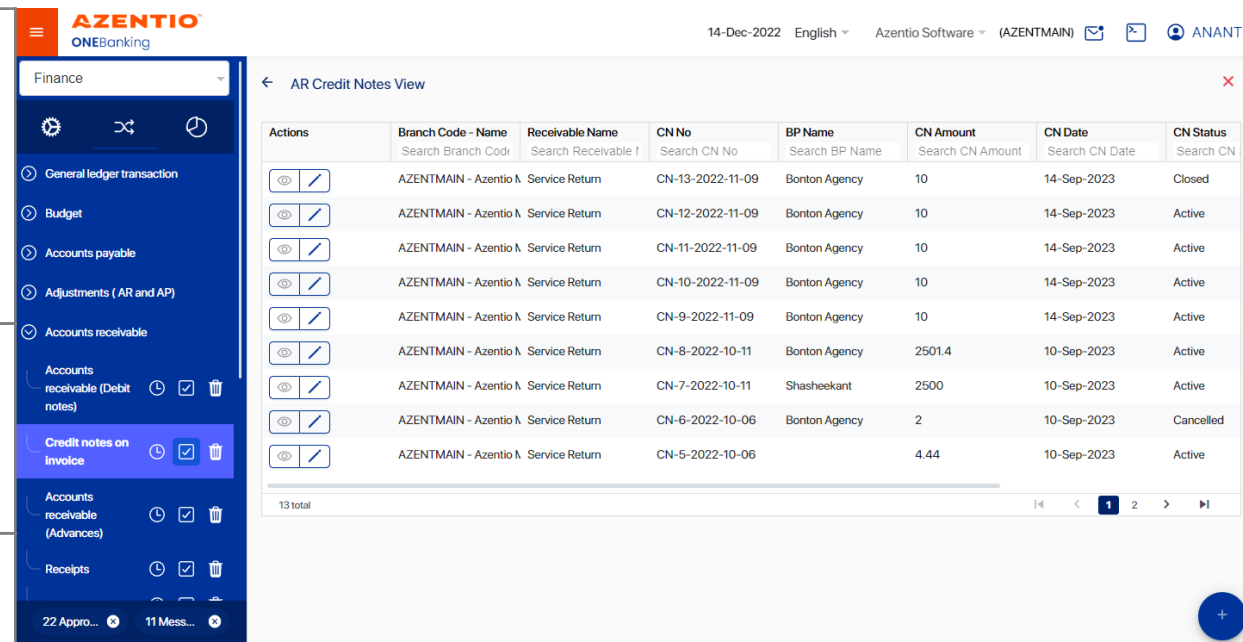 AZENTIO
ONEBanking
14-Dec-2022 English Azentio Software (AZENTMAIN) ANANT
Finance
AR Credit Notes View
General ledger transaction
Budget
Accounts payable
Adjustments ( AR and AP)
Accounts receivable
Accounts
receivable (Debit
notes)
Credit notes on
invoice
Accounts
receivable
(Advances)
Receipts
22 Appro... 11 Mess...
Actions Branch Code - Name Receivable Name CN No BP Name CN Amount CN Date CN Status
Search Branch Code Search Receivable Search CN No Search BP Name Search CN Amount Search CN Date Search CN
AZENTMAIN - Azentio Service Return CN-13-2022-11-09 Bonton Agency 10 14-Sep-2023 Closed
AZENTMAIN - Azentio Service Return CN-12-2022-11-09 Bonton Agency 10 14-Sep-2023 Active
AZENTMAIN - Azentio Service Return CN-11-2022-11-09 Bonton Agency 10 14-Sep-2023 Active
AZENTMAIN - Azentio Service Return CN-10-2022-11-09 Bonton Agency 10 14-Sep-2023 Active
AZENTMAIN - Azentio Service Return CN-9-2022-11-09 Bonton Agency 10 14-Sep-2023 Active
AZENTMAIN - Azentio Service Return CN-8-2022-10-11 Bonton Agency 2501.4 10-Sep-2023 Active
AZENTMAIN - Azentio Service Return CN-7-2022-10-11 Shasheekant 2500 10-Sep-2023 Active
AZENTMAIN - Azentio Service Return CN-6-2022-10-06 Bonton Agency 2 10-Sep-2023 Cancelled
AZENTMAIN - Azentio Service Return CN-5-2022-10-06 4.44 10-Sep-2023 Active
13 total 1 2